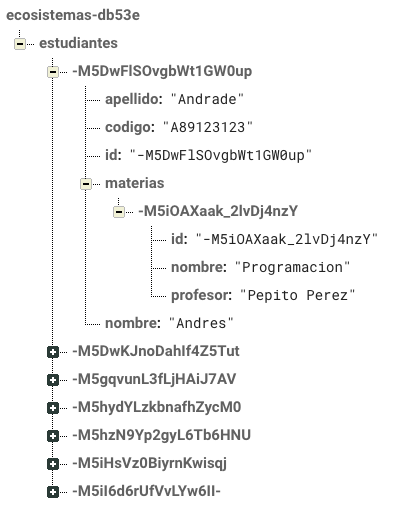 ecosistemas-db53e
estudiantes
-M5DwFlSOvgbWt1GW0up
apellido: "Andrade"
codigo: "A89123123"
id: "-M5DwFlSOvgbWt1GW0up"
materias
-M5iOAXaak_2lvDj4nzY
id: "-M5iOAXaak_2lvDj4nzY"
nombre: "Programacion"
profesor: "Pepito Perez"
nombre: "Andres"
-M5DwKJnoDahIf4Z5Tut
-M5gqvunL3fLjHAiJ7AV
-M5hydYLzkbnafhZycM0
-M5hzN9Yp2gyL6Tb6HNU
-M5iHsVz0BiyrnKwisqj
-M5iI6d6rUfVvLYw6II-